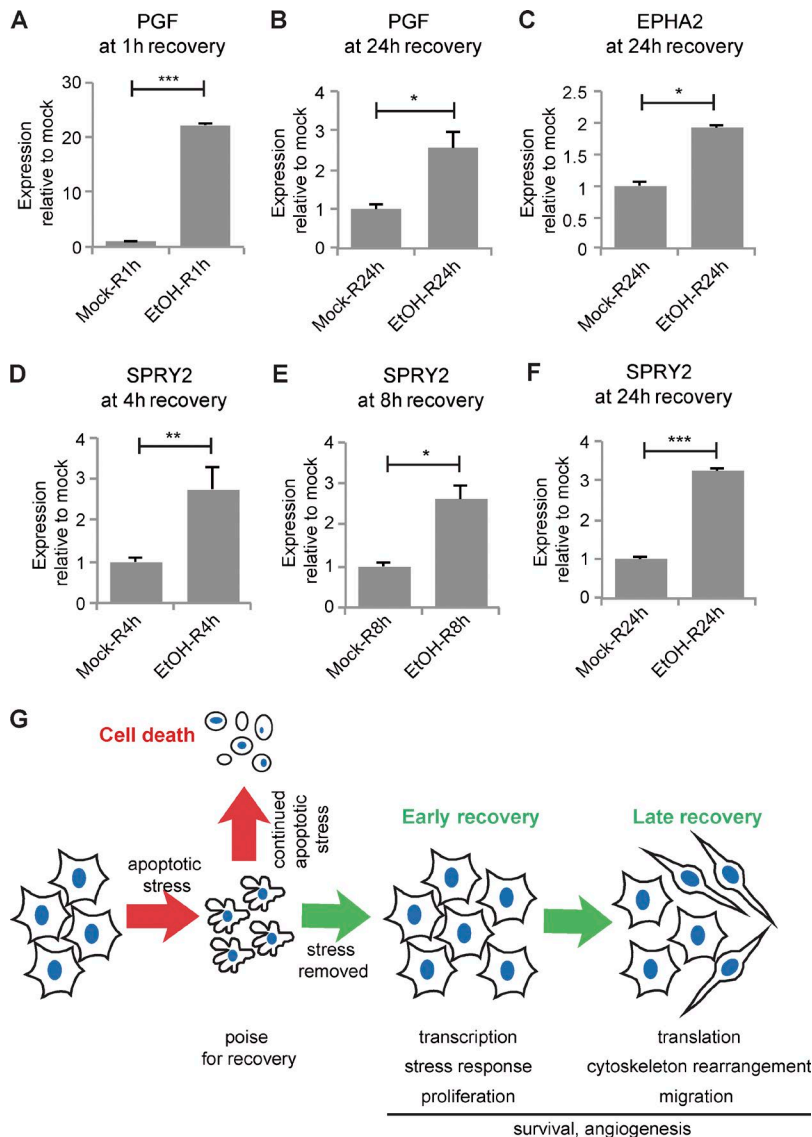 A
PGF
at 1h recovery
***
Expression
relative to mock
30
20
10
0
Mock-R1h
EtOH-R1h
B
PGF
at 24h recovery
*
Expression
relative to mock
4
3
2
1
0
Mock-R24h
EtOH-R24h
C
EPHA2
at 24h recovery
*
Expression
relative to mock
2.5
2
1.5
1
0.5
0
Mock-R24h
EtOH-R24h
D
SPRY2
at 4h recovery
**
Expression
relative to mock
4
3
2
1
0
Mock-R4h
EtOH-R4h
E
SPRY2
at 8h recovery
*
Expression
relative to mock
4
3
2
1
0
Mock-R8h
EtOH-R8h
F
SPRY2
at 24h recovery
***
Expression
relative to mock
4
3
2
1
0
Mock-R24h
EtOH-R24h
G
Cell death
continued
apoptotic
stress
apoptotic
stress
stress
removed
Early recovery
Late recovery
poise
for recovery
transcription
stress response
proliferation
translation
cytoskeleton rearrangement
migration
survival, angiogenesis